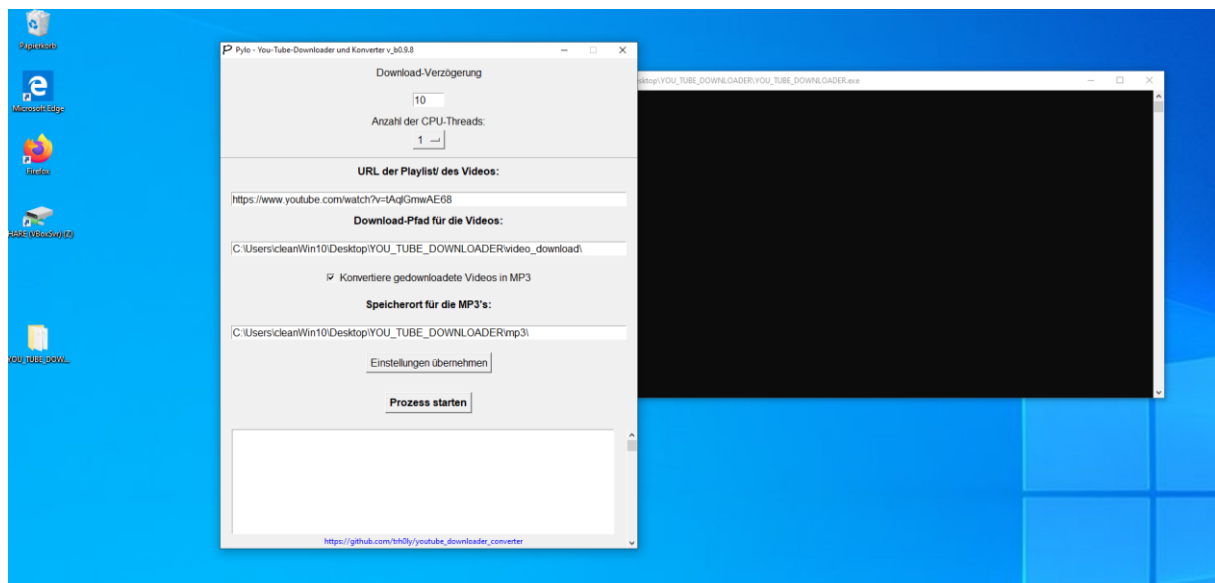 Papierkorb
Microsoft Edge
Firefox
YOU_TUBE_DOW...
Pylo - You-Tube-Downloader und Konverter v_b0.9.8
Download-Verzögerung
10
Anzahl der CPU-Threads:
1
URL der Playlist/ des Videos:
https://www.youtube.com/watch?v=tAqlGmwAE68
Download-Pfad für die Videos:
C:\Users\cleanWin10\Desktop\YOU_TUBE_DOWNLOADER\video_download\
Konvertiere gedownloadete Videos in MP3
Speicherort für die MP3's:
C:\Users\cleanWin10\Desktop\YOU_TUBE_DOWNLOADER\mp3\
Einstellungen übernehmen
Prozess starten
https://github.com/trh0ly/youtube_downloader_converter
sktop\YOU_TUBE_DOWNLOADER\YOU_TUBE_DOWNLOADER.exe